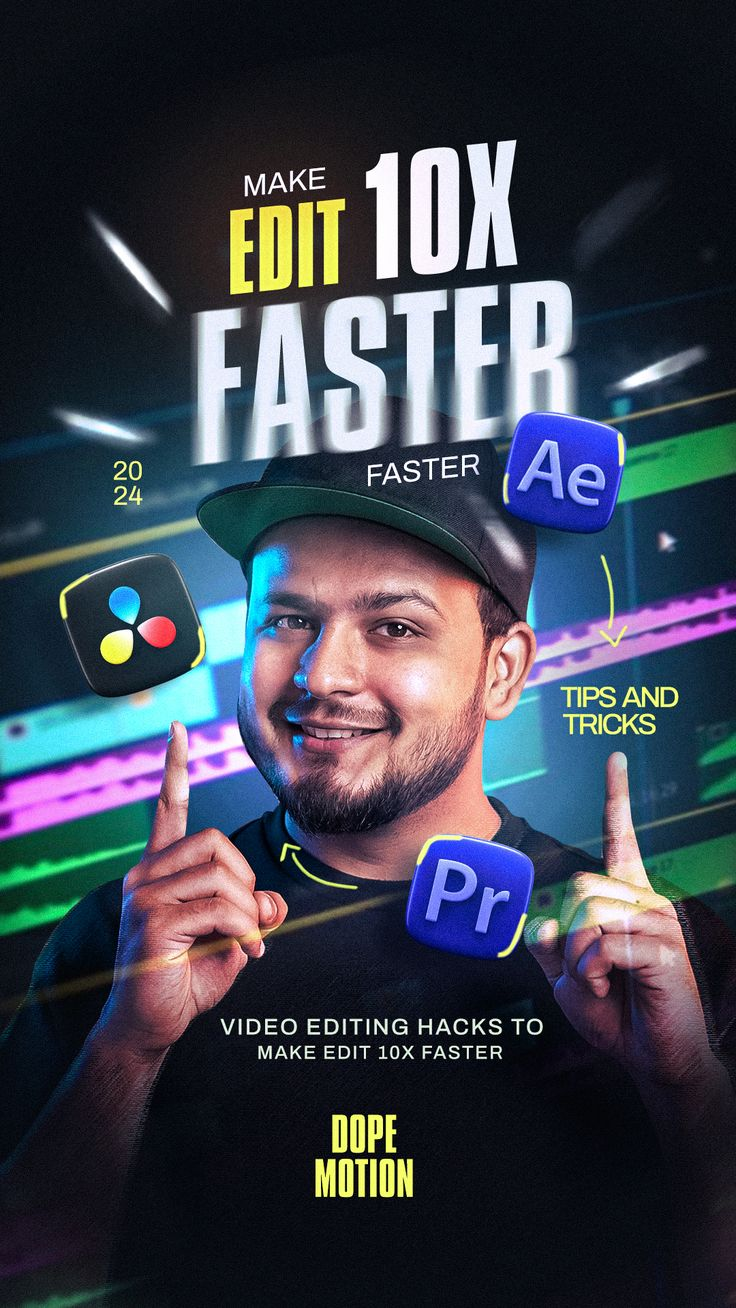 MAKE
EDIT 10X
FASTER
FASTER
20
24
Ae
TIPS AND
TRICKS
Pr
VIDEO EDITING HACKS TO
MAKE EDIT 10X FASTER
DOPE
MOTION